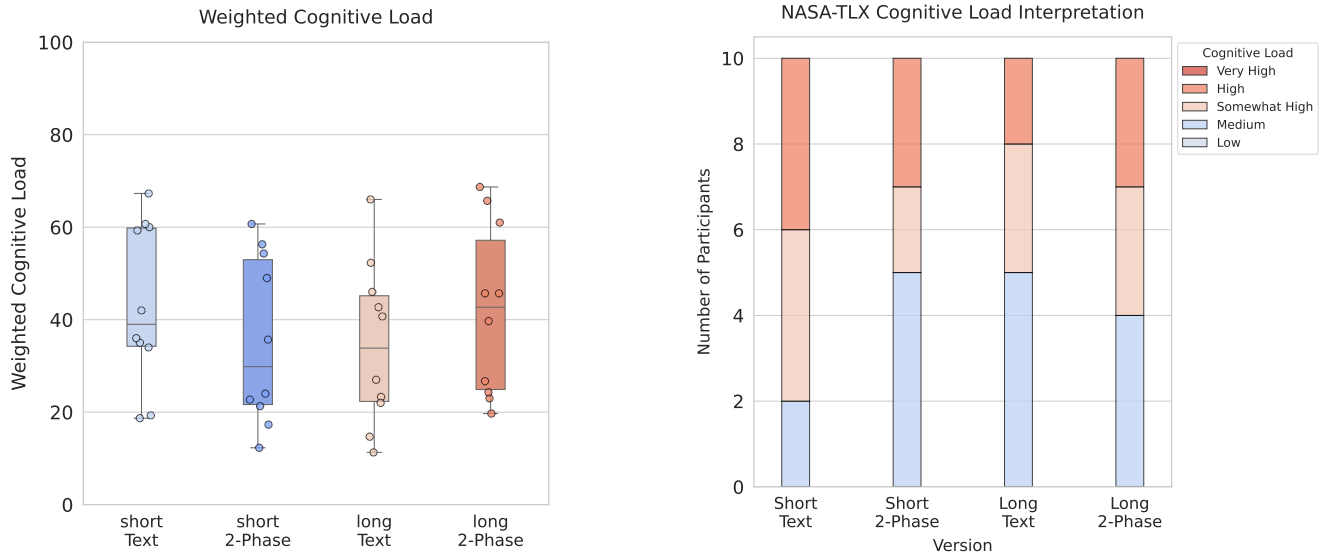 Weighted Cognitive Load
Weighted Cognitive Load
100
80
60
40
20
0
short
Text
short
2-Phase
long
Text
long
2-Phase
NASA-TLX Cognitive Load Interpretation
Number of Participants
10
8
6
4
2
0
Short
Text
Short
2-Phase
Long
Text
Long
2-Phase
Version
Cognitive Load
Very High
High
Somewhat High
Medium
Low